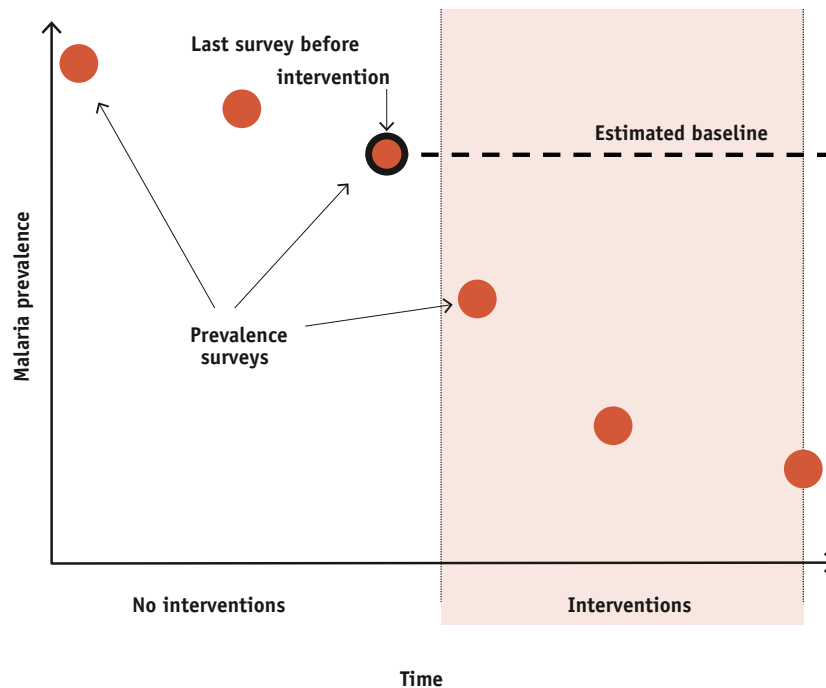 Last survey before
intervention
Estimated baseline
Malaria prevalence
Prevalence
surveys
No interventions
Interventions
Time